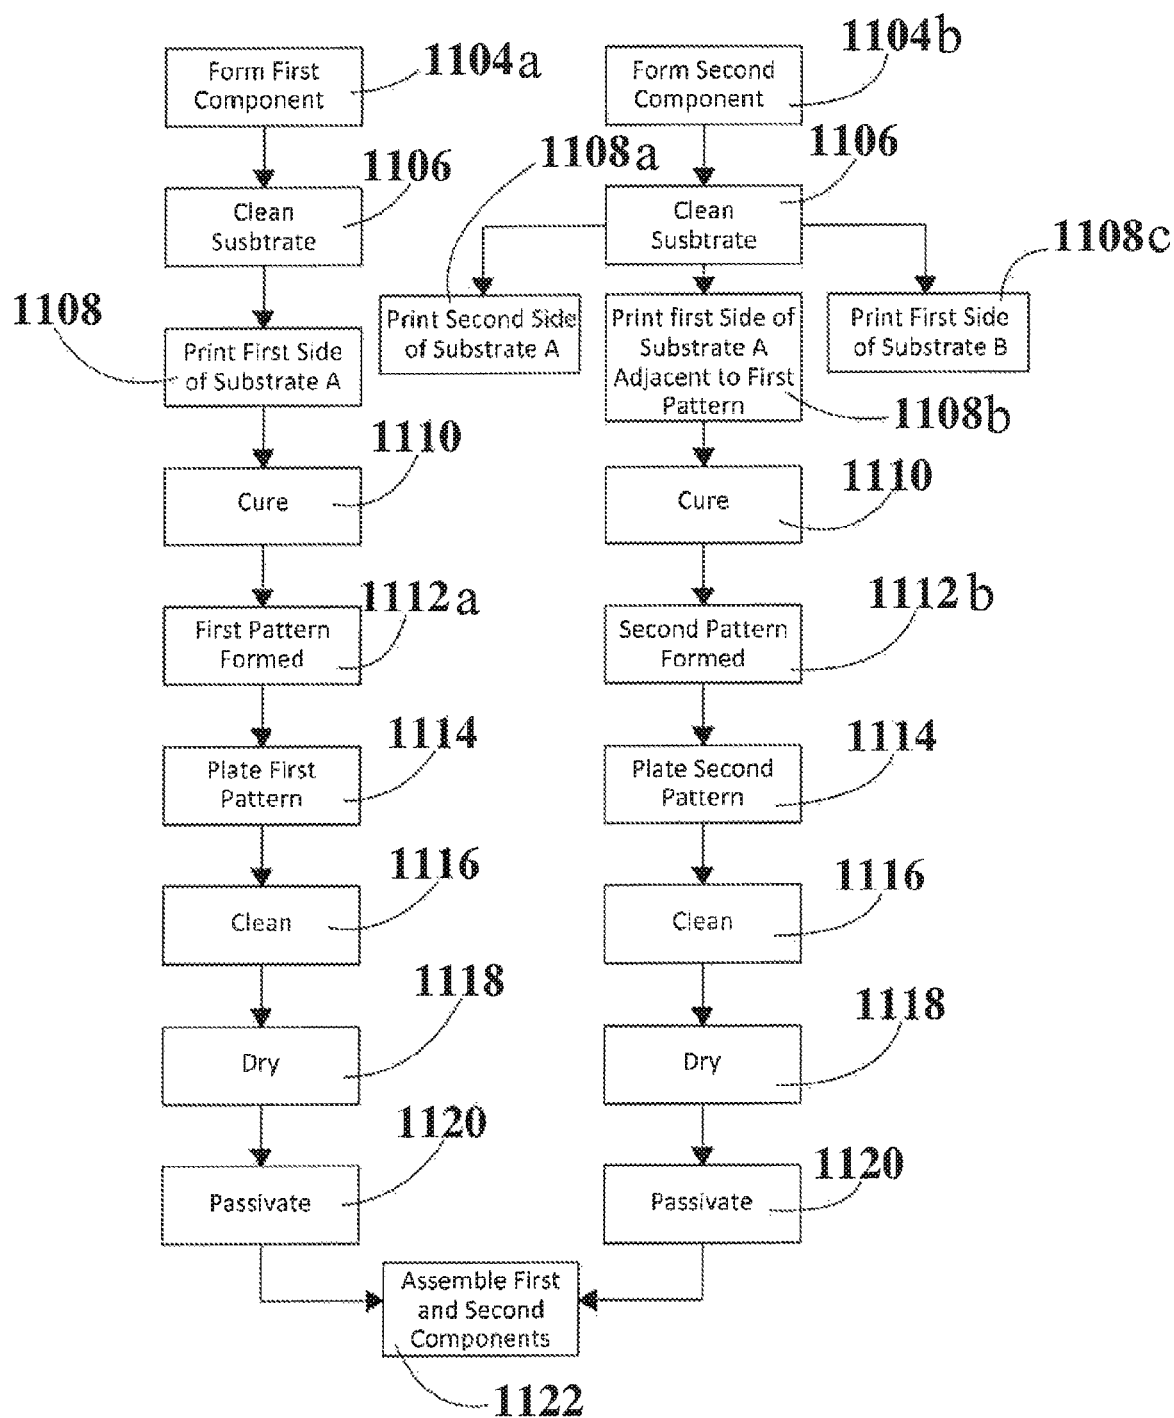 Form First
Component
1104a
Form Second
Component
1104b
Clean
Susbtrate
1106
1108a
Clean
Susbtrate
1106
1108
Print First Side
of Substrate A
Print Second Side
of Substrate A
Print first Side of
Substrate A
Adjacent to First
Pattern
1108b
Print First Side
of Substrate B
1108c
Cure
1110
Cure
1110
First Pattern
Formed
1112a
Second Pattern
Formed
1112b
Plate First
Pattern
1114
Plate Second
Pattern
1114
Clean
1116
Clean
1116
Dry
1118
Dry
1118
Passivate
1120
Passivate
1120
Assemble First
and Second
Components
1122